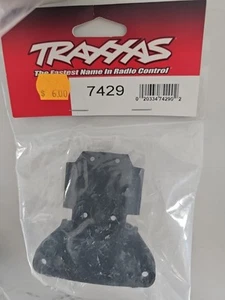 TRAXXAS
The Fastest Name In Radio Control
7429
0 20334 74290 2